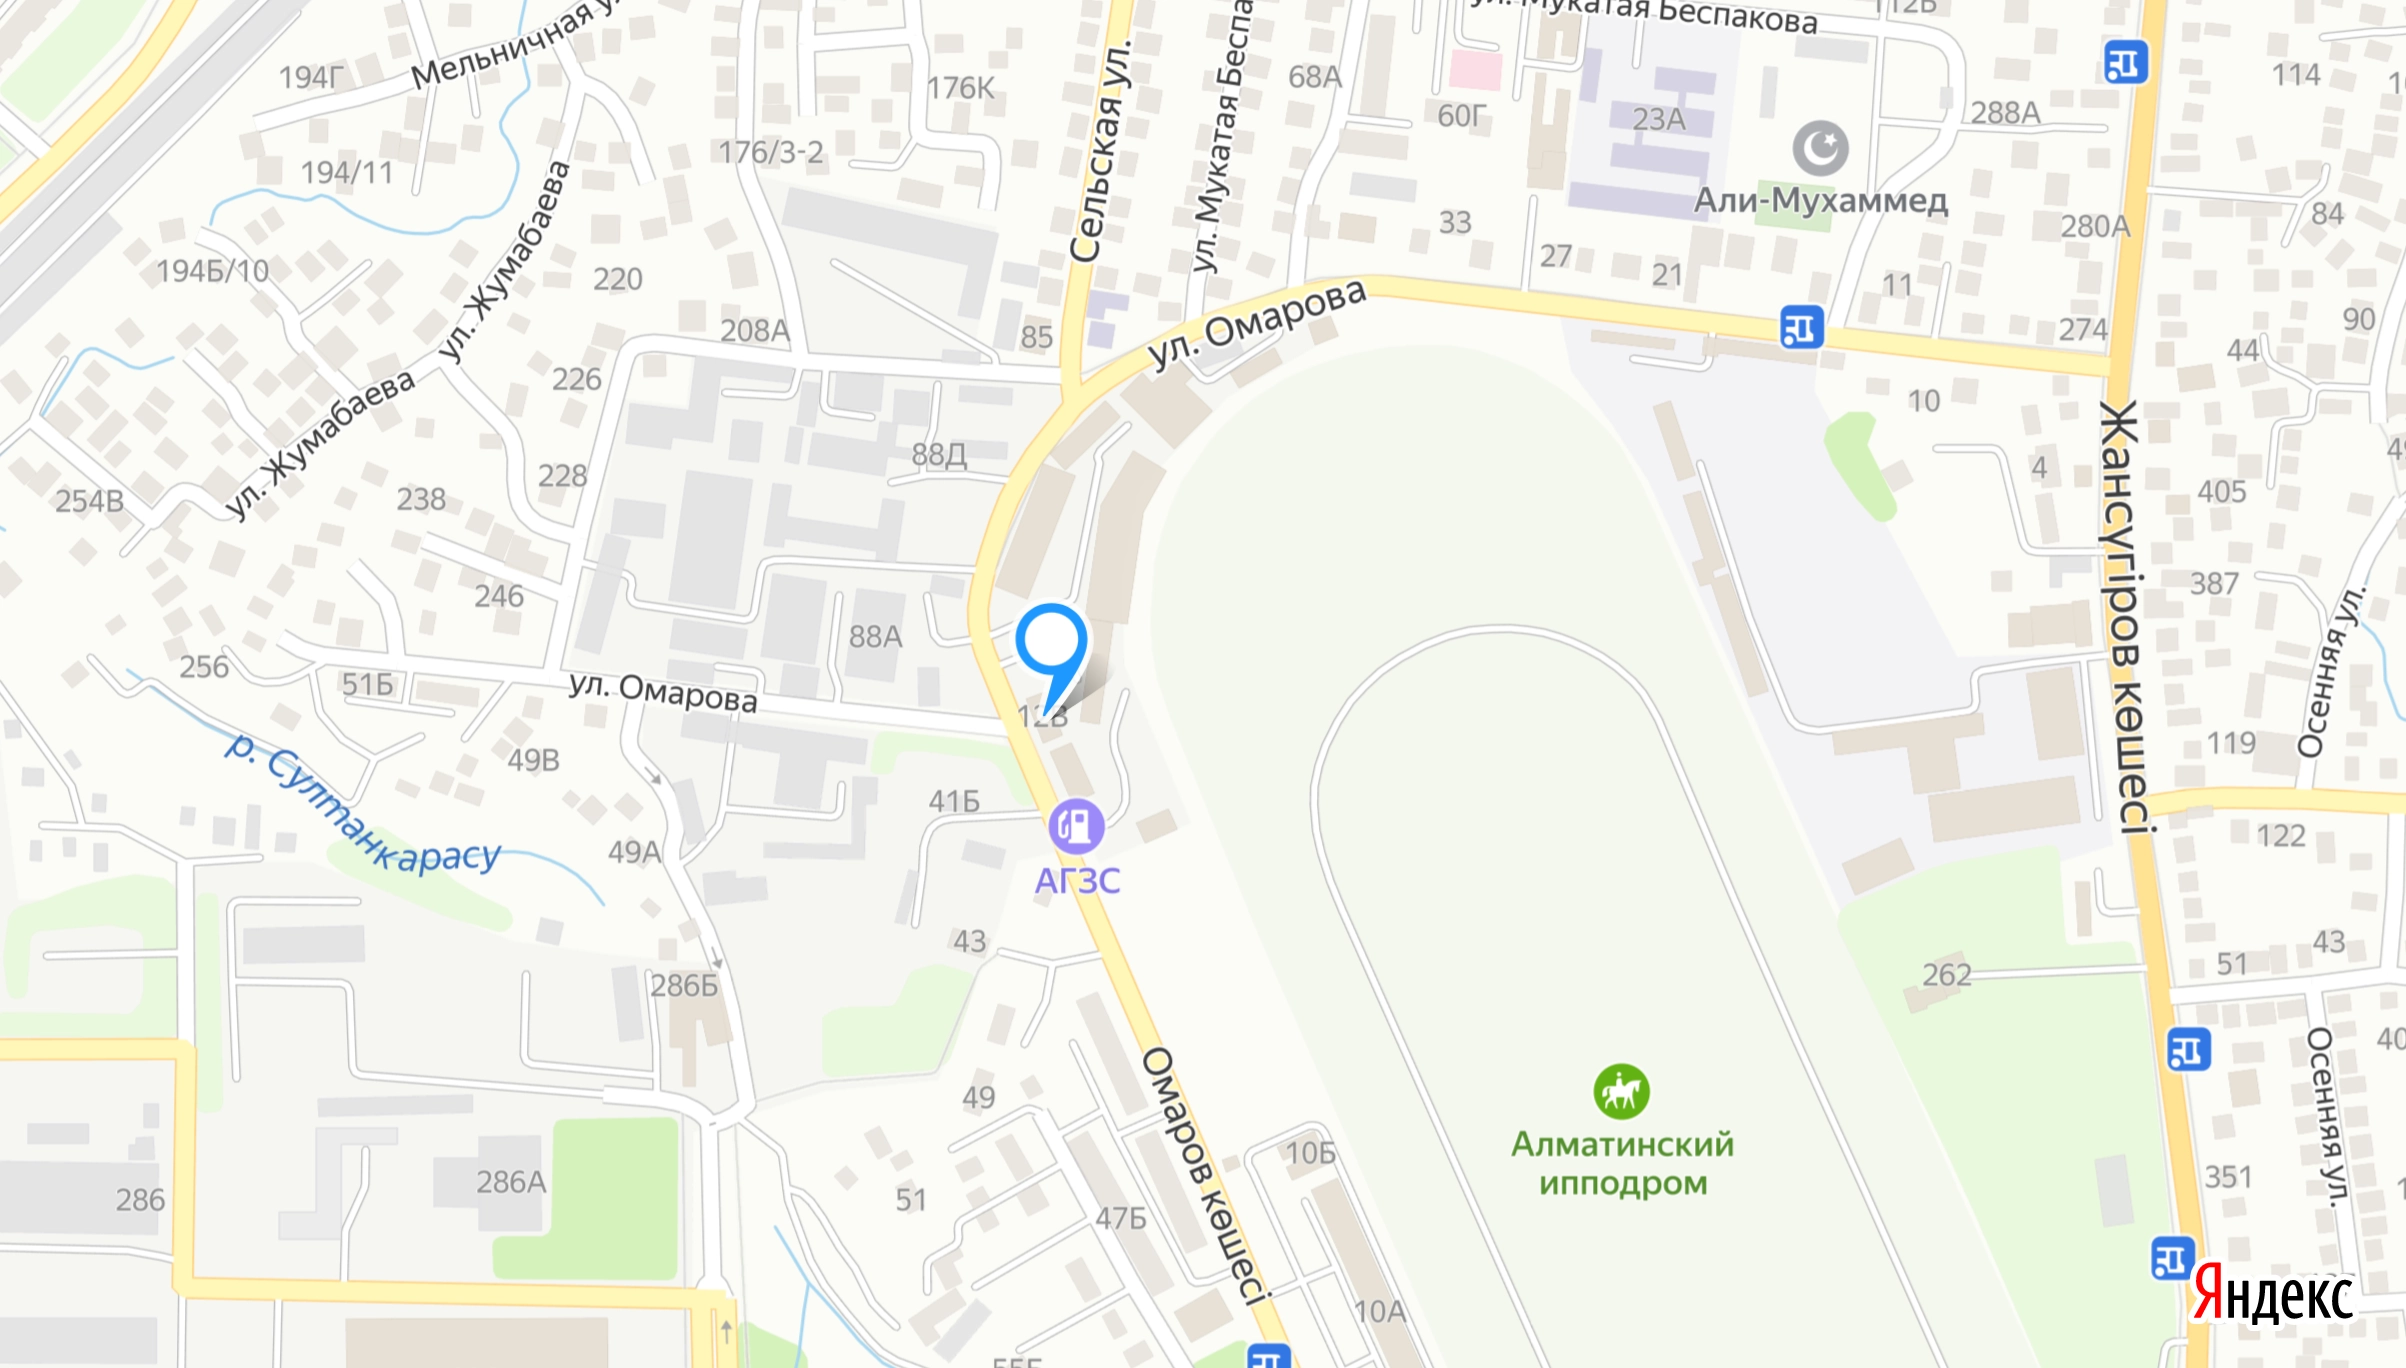 Мельничная
194Г
194/11
194Б/10
176/3-2
176К
Сельская ул.
ул. Мукатая Беспа
68А
ул. Мукатая Беспакова
112Б
60Г
23А
Али-Мухаммед
288А
280А
114
84
33
27
21
11
274
90
44
220
208А
85
ул. Омарова
ул. Жумабаева
ул. Жумабаева
226
228
238
254В
88Д
10
4
405
Жансүгіров көшесі
387
Осенняя ул.
246
88А
256
51Б
ул. Омарова
12В
49В
р. Султанкарасу
41Б
49А
АГЗС
119
122
43
43
51
262
286Б
49
Омаров көшесі
Алматинский
ипподром
10Б
47Б
51
286А
286
10А
351
Осенняя ул.
Яндекс